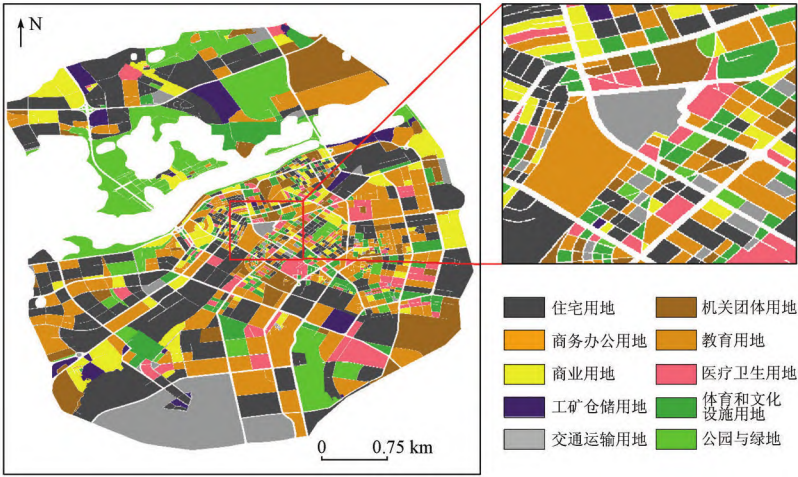 N
0 0.75 km
住宅用地
商务办公用地
商业用地
工矿仓储用地
交通运输用地
机关团体用地
教育用地
医疗卫生用地
体育和文化
设施用地
公园与绿地